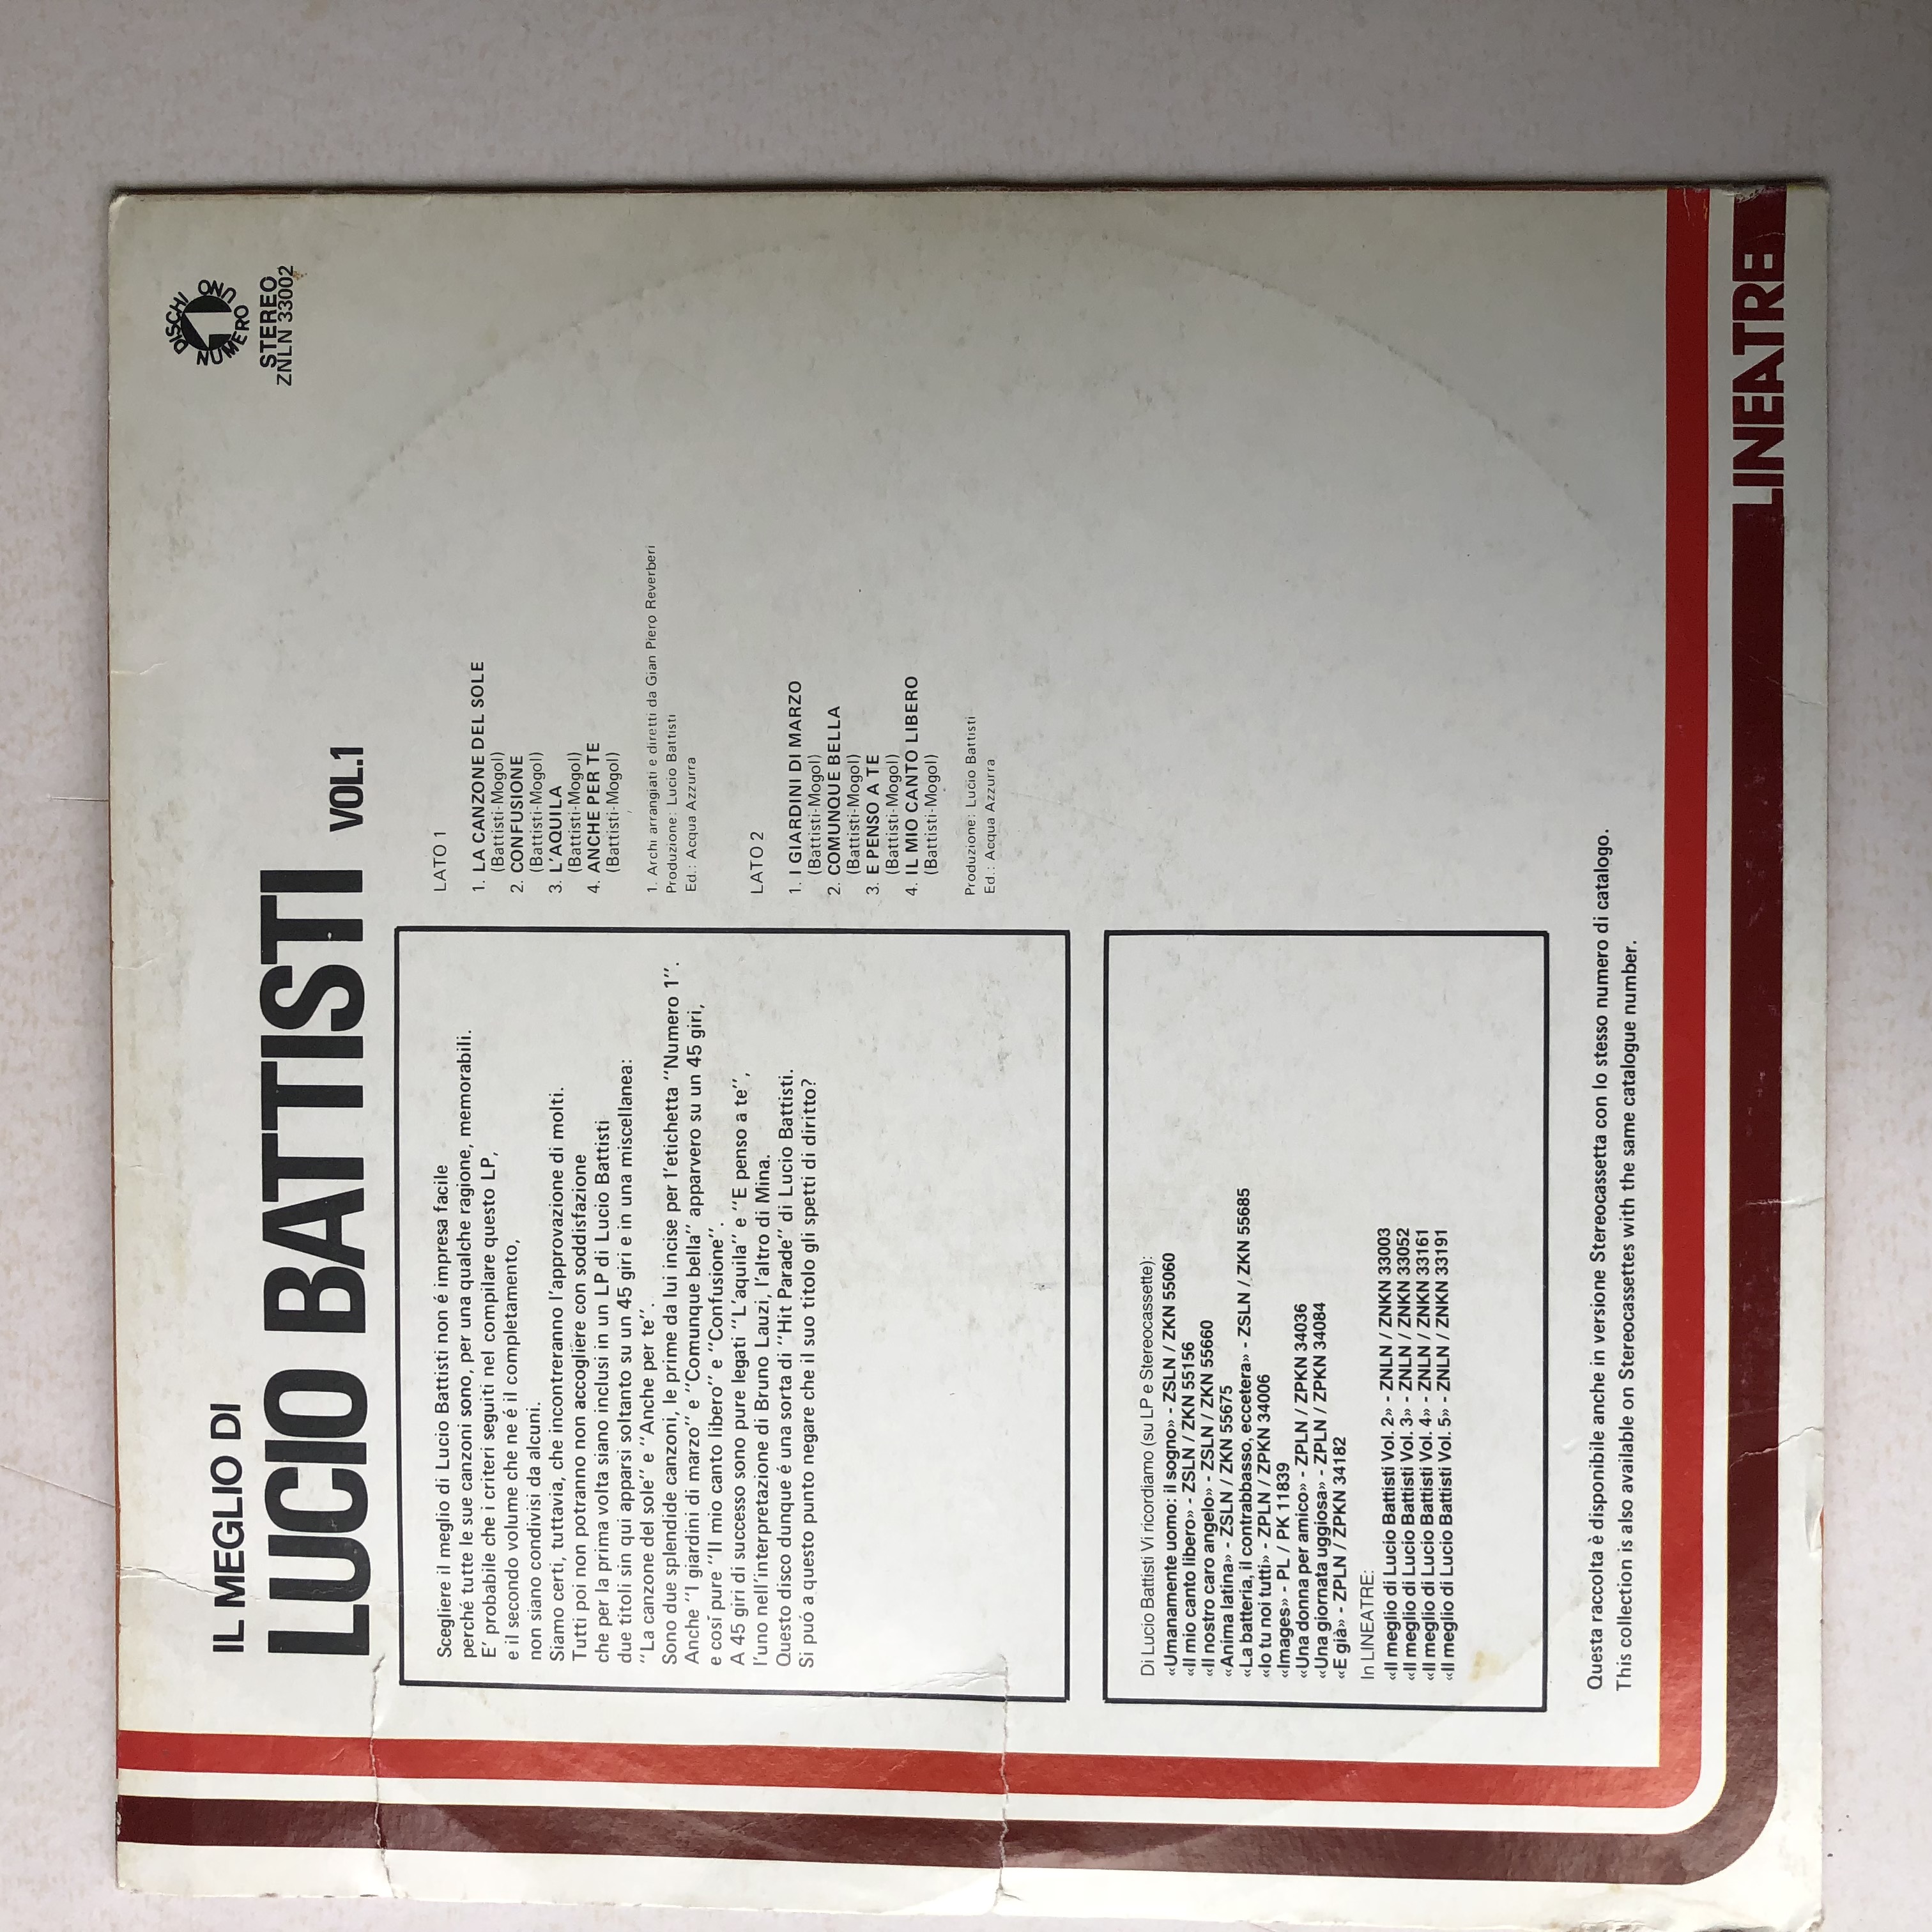 IL MEGLIO DI
LUCIO BATTISTI VOL.1
DISCHI NUMERO UNO
1
STEREO
ZNLN 33002
Scegliere il meglio di Lucio Battisti non é impresa facile
perché tutte le sue canzoni sono, per una qualche ragione, memorabili.
E' probabile che i criteri seguiti nel compilare questo LP,
e il secondo volume che ne é il completamento,
non siano condivisi da alcuni.
Siamo certi, tuttavia, che incontreranno l'approvazione di molti.
Tutti poi non potranno non accogliere con soddisfazione
che per la prima volta siano inclusi in un LP di Lucio Battisti
due titoli sin qui apparsi soltanto su un 45 giri e in una miscellanea:
"La canzone del sole" e "Anche per te".
Sono due splendide canzoni, le prime da lui incise per l'etichetta "Numero 1".
Anche "I giardini di marzo" e "Comunque bella" apparvero su un 45 giri,
e cosí pure "Il mio canto libero" e "Confusione".
A 45 giri di successo sono pure legati "L'aquila" e "E penso a te",
l'uno nell'interpretazione di Bruno Lauzi, l'altro di Mina.
Questo disco dunque é una sorta di "Hit Parade" di Lucio Battisti.
Si puó a questo punto negare che il suo titolo gli spetti di diritto?
LATO 1
1. LA CANZONE DEL SOLE
(Battisti-Mogol)
2. CONFUSIONE
(Battisti-Mogol)
3. L'AQUILA
(Battisti-Mogol)
4. ANCHE PER TE
(Battisti-Mogol)
1. Archi arrangiati e diretti da Gian Piero Reverberi
Produzione: Lucio Battisti
Ed.: Acqua Azzurra
LATO 2
1. I GIARDINI DI MARZO
(Battisti-Mogol)
2. COMUNQUE BELLA
(Battisti-Mogol)
3. E PENSO A TE
(Battisti-Mogol)
4. IL MIO CANTO LIBERO
(Battisti-Mogol)
Produzione: Lucio Battisti
Ed.: Acqua Azzurra
Di Lucio Battisti Vi ricordiamo (su LP e Stereocassette):
«Umanamente uomo: il sogno» - ZSLN / ZKN 55060
«Il mio canto libero» - ZSLN / ZKN 55156
«Il nostro caro angelo» - ZSLN / ZKN 55660
«Anima latina» - ZSLN / ZKN 55675
«La batteria, il contrabbasso, eccetera» - ZSLN / ZKN 55685
«Io tu noi tutti» - ZPLN / ZPKN 34006
«Images» - PL / PK 11839
«Una donna per amico» - ZPLN / ZPKN 34036
«Una giornata uggiosa» - ZPLN / ZPKN 34084
«E già» - ZPLN / ZPKN 34182
In LINEATRE:
«Il meglio di Lucio Battisti Vol. 2» - ZNLN / ZNKN 33003
«Il meglio di Lucio Battisti Vol. 3» - ZNLN / ZNKN 33052
«Il meglio di Lucio Battisti Vol. 4» - ZNLN / ZNKN 33161
«Il meglio di Lucio Battisti Vol. 5» - ZNLN / ZNKN 33191
Questa raccolta è disponibile anche in versione Stereocassetta con lo stesso numero di catalogo.
This collection is also available on Stereocassettes with the same catalogue number.
LINEATRE